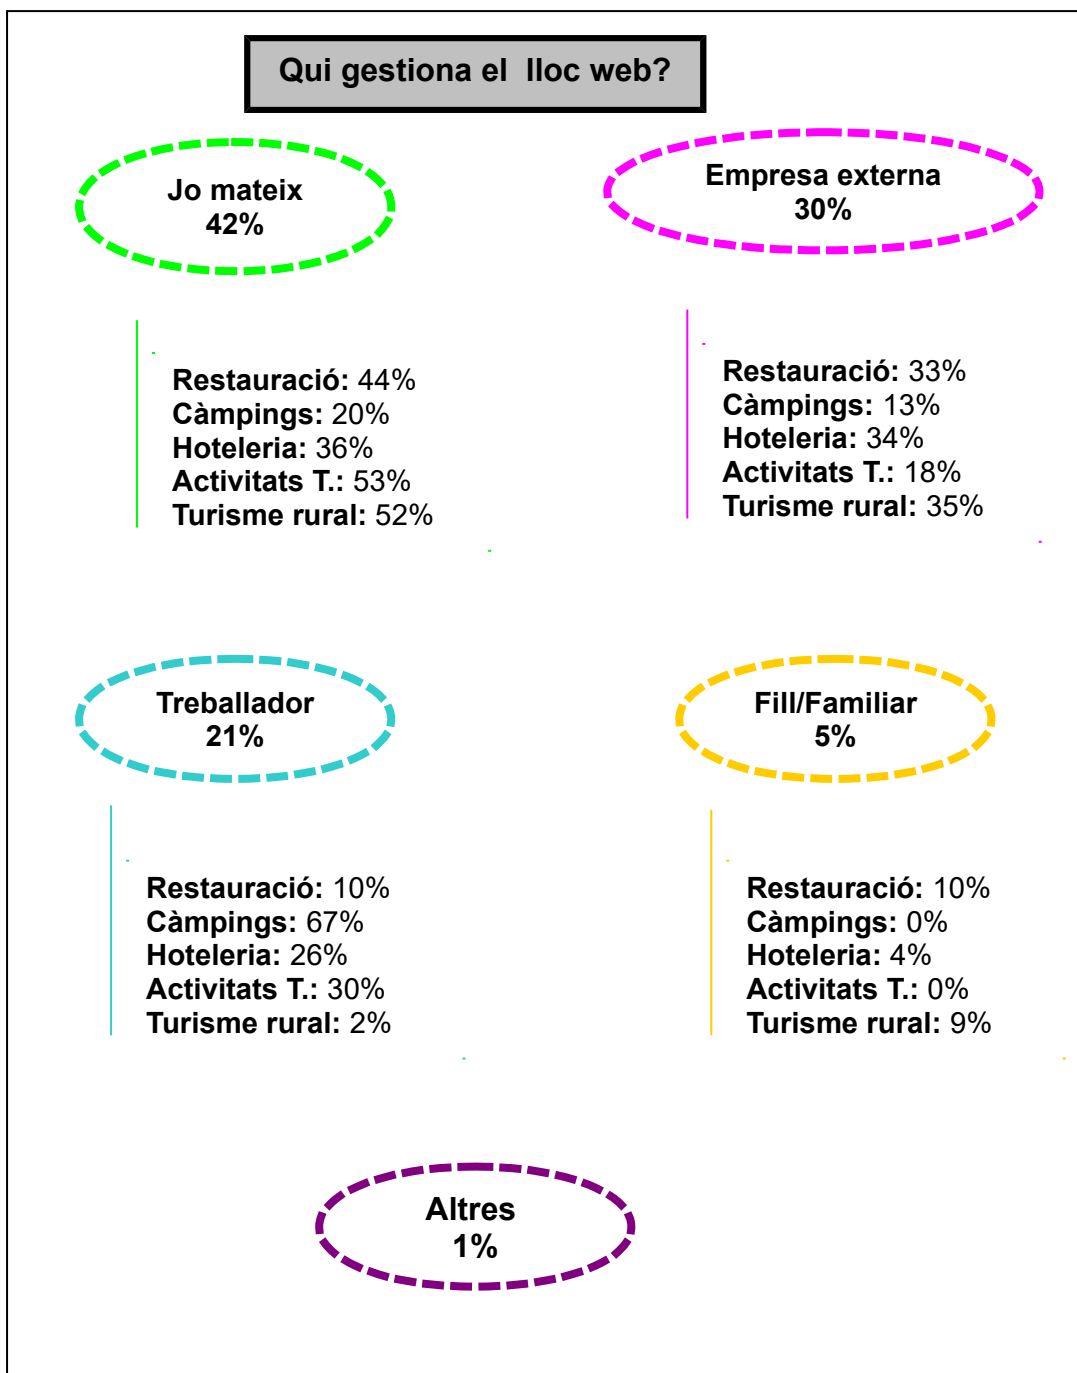 Qui gestiona el  lloc web?
Jo mateix
42%
Empresa externa
30%
Restauració: 44%
Càmpings: 20%
Hoteleria: 36%
Activitats T.: 53%
Turisme rural: 52%
Restauració: 33%
Càmpings: 13%
Hoteleria: 34%
Activitats T.: 18%
Turisme rural: 35%
Treballador
21%
Fill/Familiar
5%
Restauració: 10%
Càmpings: 67%
Hoteleria: 26%
Activitats T.: 30%
Turisme rural: 2%
Restauració: 10%
Càmpings: 0%
Hoteleria: 4%
Activitats T.: 0%
Turisme rural: 9%
Altres
1%